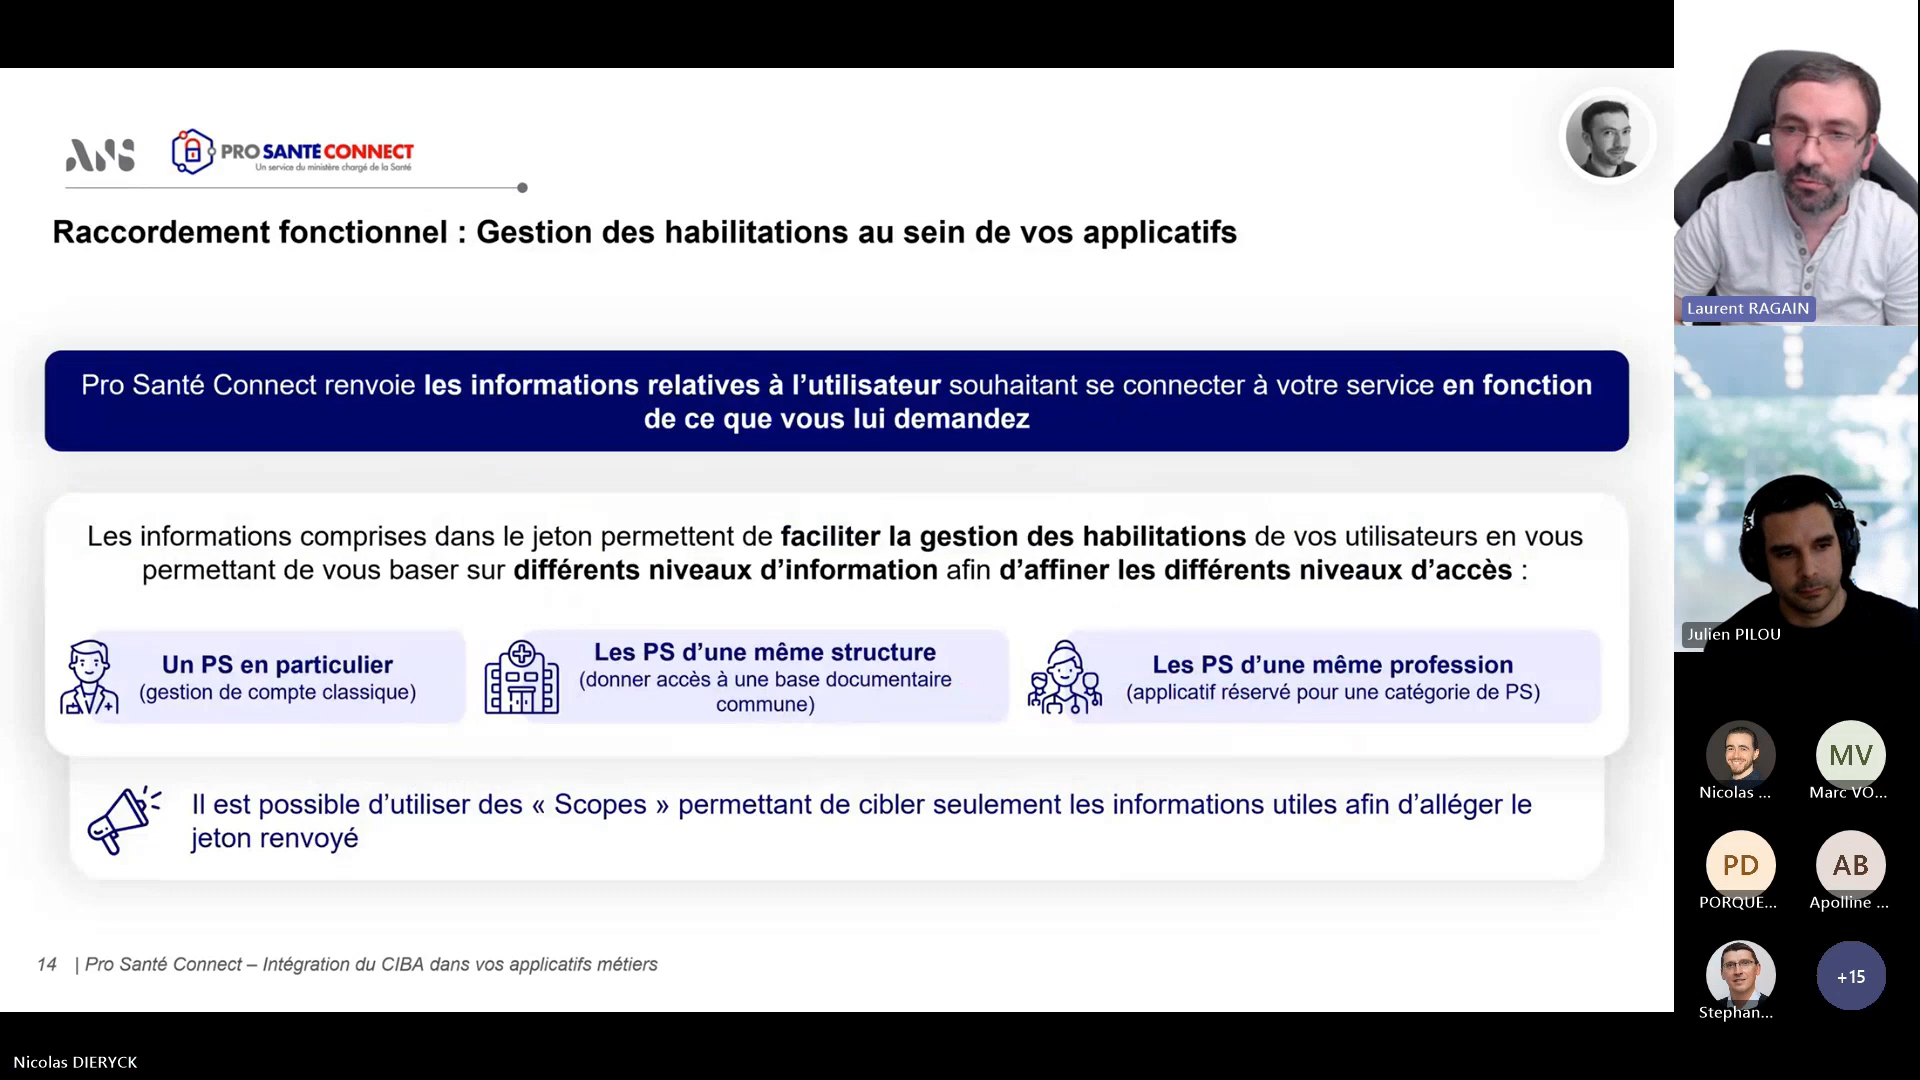 ANS
PRO SANTÉ CONNECT
Un service du ministère chargé de la Santé
Raccordement fonctionnel : Gestion des habilitations au sein de vos applicatifs
Pro Santé Connect renvoie les informations relatives à l’utilisateur souhaitant se connecter à votre service en fonction
de ce que vous lui demandez
Les informations comprises dans le jeton permettent de faciliter la gestion des habilitations de vos utilisateurs en vous
permettant de vous baser sur différents niveaux d’information afin d’affiner les différents niveaux d’accès :
Un PS en particulier
(gestion de compte classique)
Les PS d’une même structure
(donner accès à une base documentaire
commune)
Les PS d’une même profession
(applicatif réservé pour une catégorie de PS)
Il est possible d’utiliser des « Scopes » permettant de cibler seulement les informations utiles afin d’alléger le
jeton renvoyé
14 | Pro Santé Connect – Intégration du CIBA dans vos applicatifs métiers
Nicolas DIERYCK
Laurent RAGAIN
Julien PILOU
Nicolas ...
MV
Marc VO...
PD
PORQUE...
AB
Apolline ...
Stephan...
+15